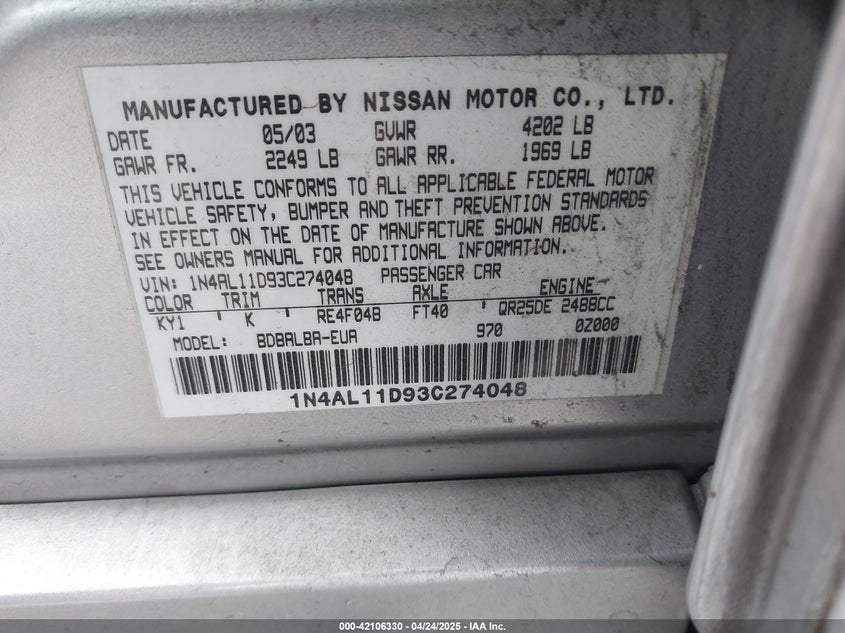 MANUFACTURED BY NISSAN MOTOR CO., LTD.
DATE 05/03 GVWR 4202 LB
GAWR FR. 2249 LB GAWR RR. 1969 LB
THIS VEHICLE CONFORMS TO ALL APPLICABLE FEDERAL MOTOR
VEHICLE SAFETY, BUMPER AND THEFT PREVENTION STANDARDS
IN EFFECT ON THE DATE OF MANUFACTURE SHOWN ABOVE.
SEE OWNERS MANUAL FOR ADDITIONAL INFORMATION.
VIN: 1N4AL11D93C274048 PASSENGER CAR
COLOR TRIM TRANS AXLE ENGINE
KY1 ' K ' RE4F04B FT40 ' QR25DE 2488CC
MODEL: BDBALBA-EUA 970 0Z000
1N4AL11D93C274048
000-42106330 - 04/24/2025 - IAA Inc.